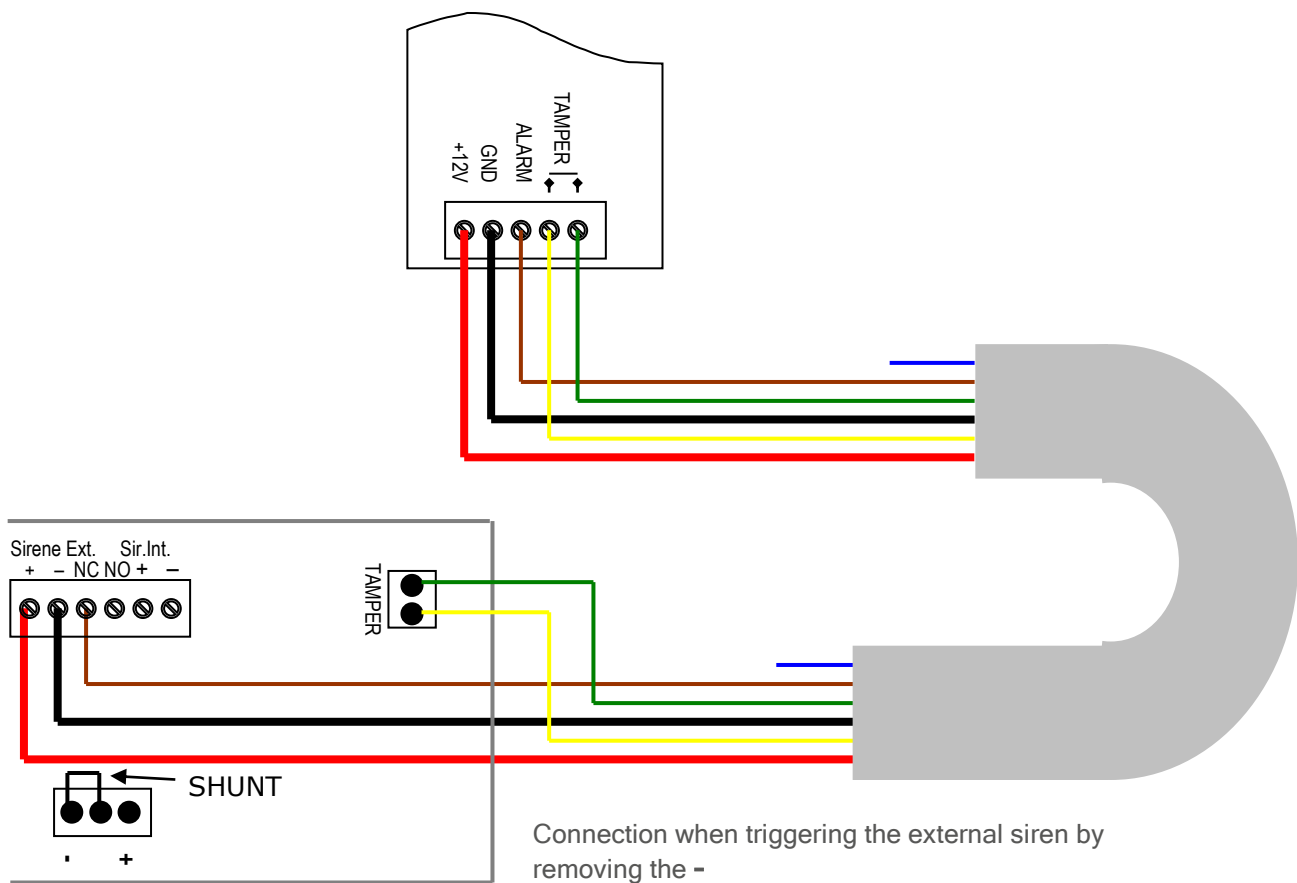 +12V
GND
ALARM
TAMPER
Sirene Ext. Sir.Int.
+ – NC NO + –
TAMPER
SHUNT
- +
Connection when triggering the external siren by
removing the -